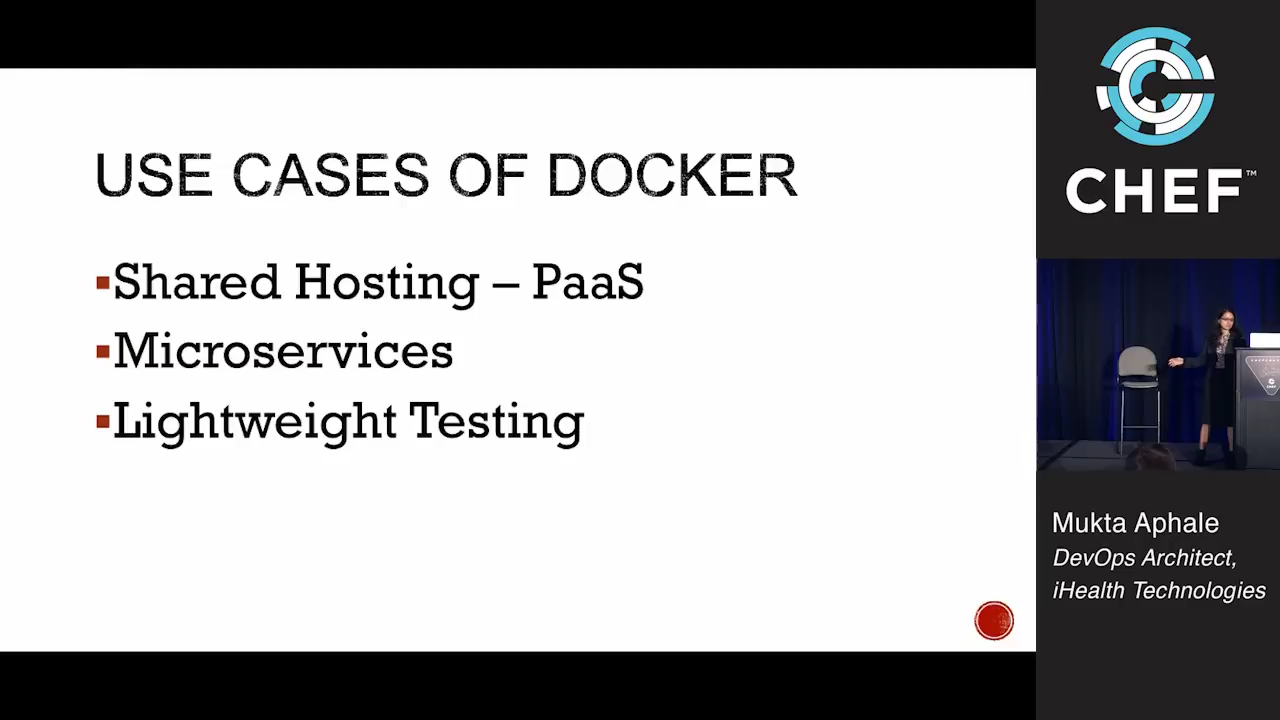 USE CASES OF DOCKER
▪Shared Hosting – PaaS
▪Microservices
▪Lightweight Testing
CHEF™
Mukta Aphale
DevOps Architect,
iHealth Technologies